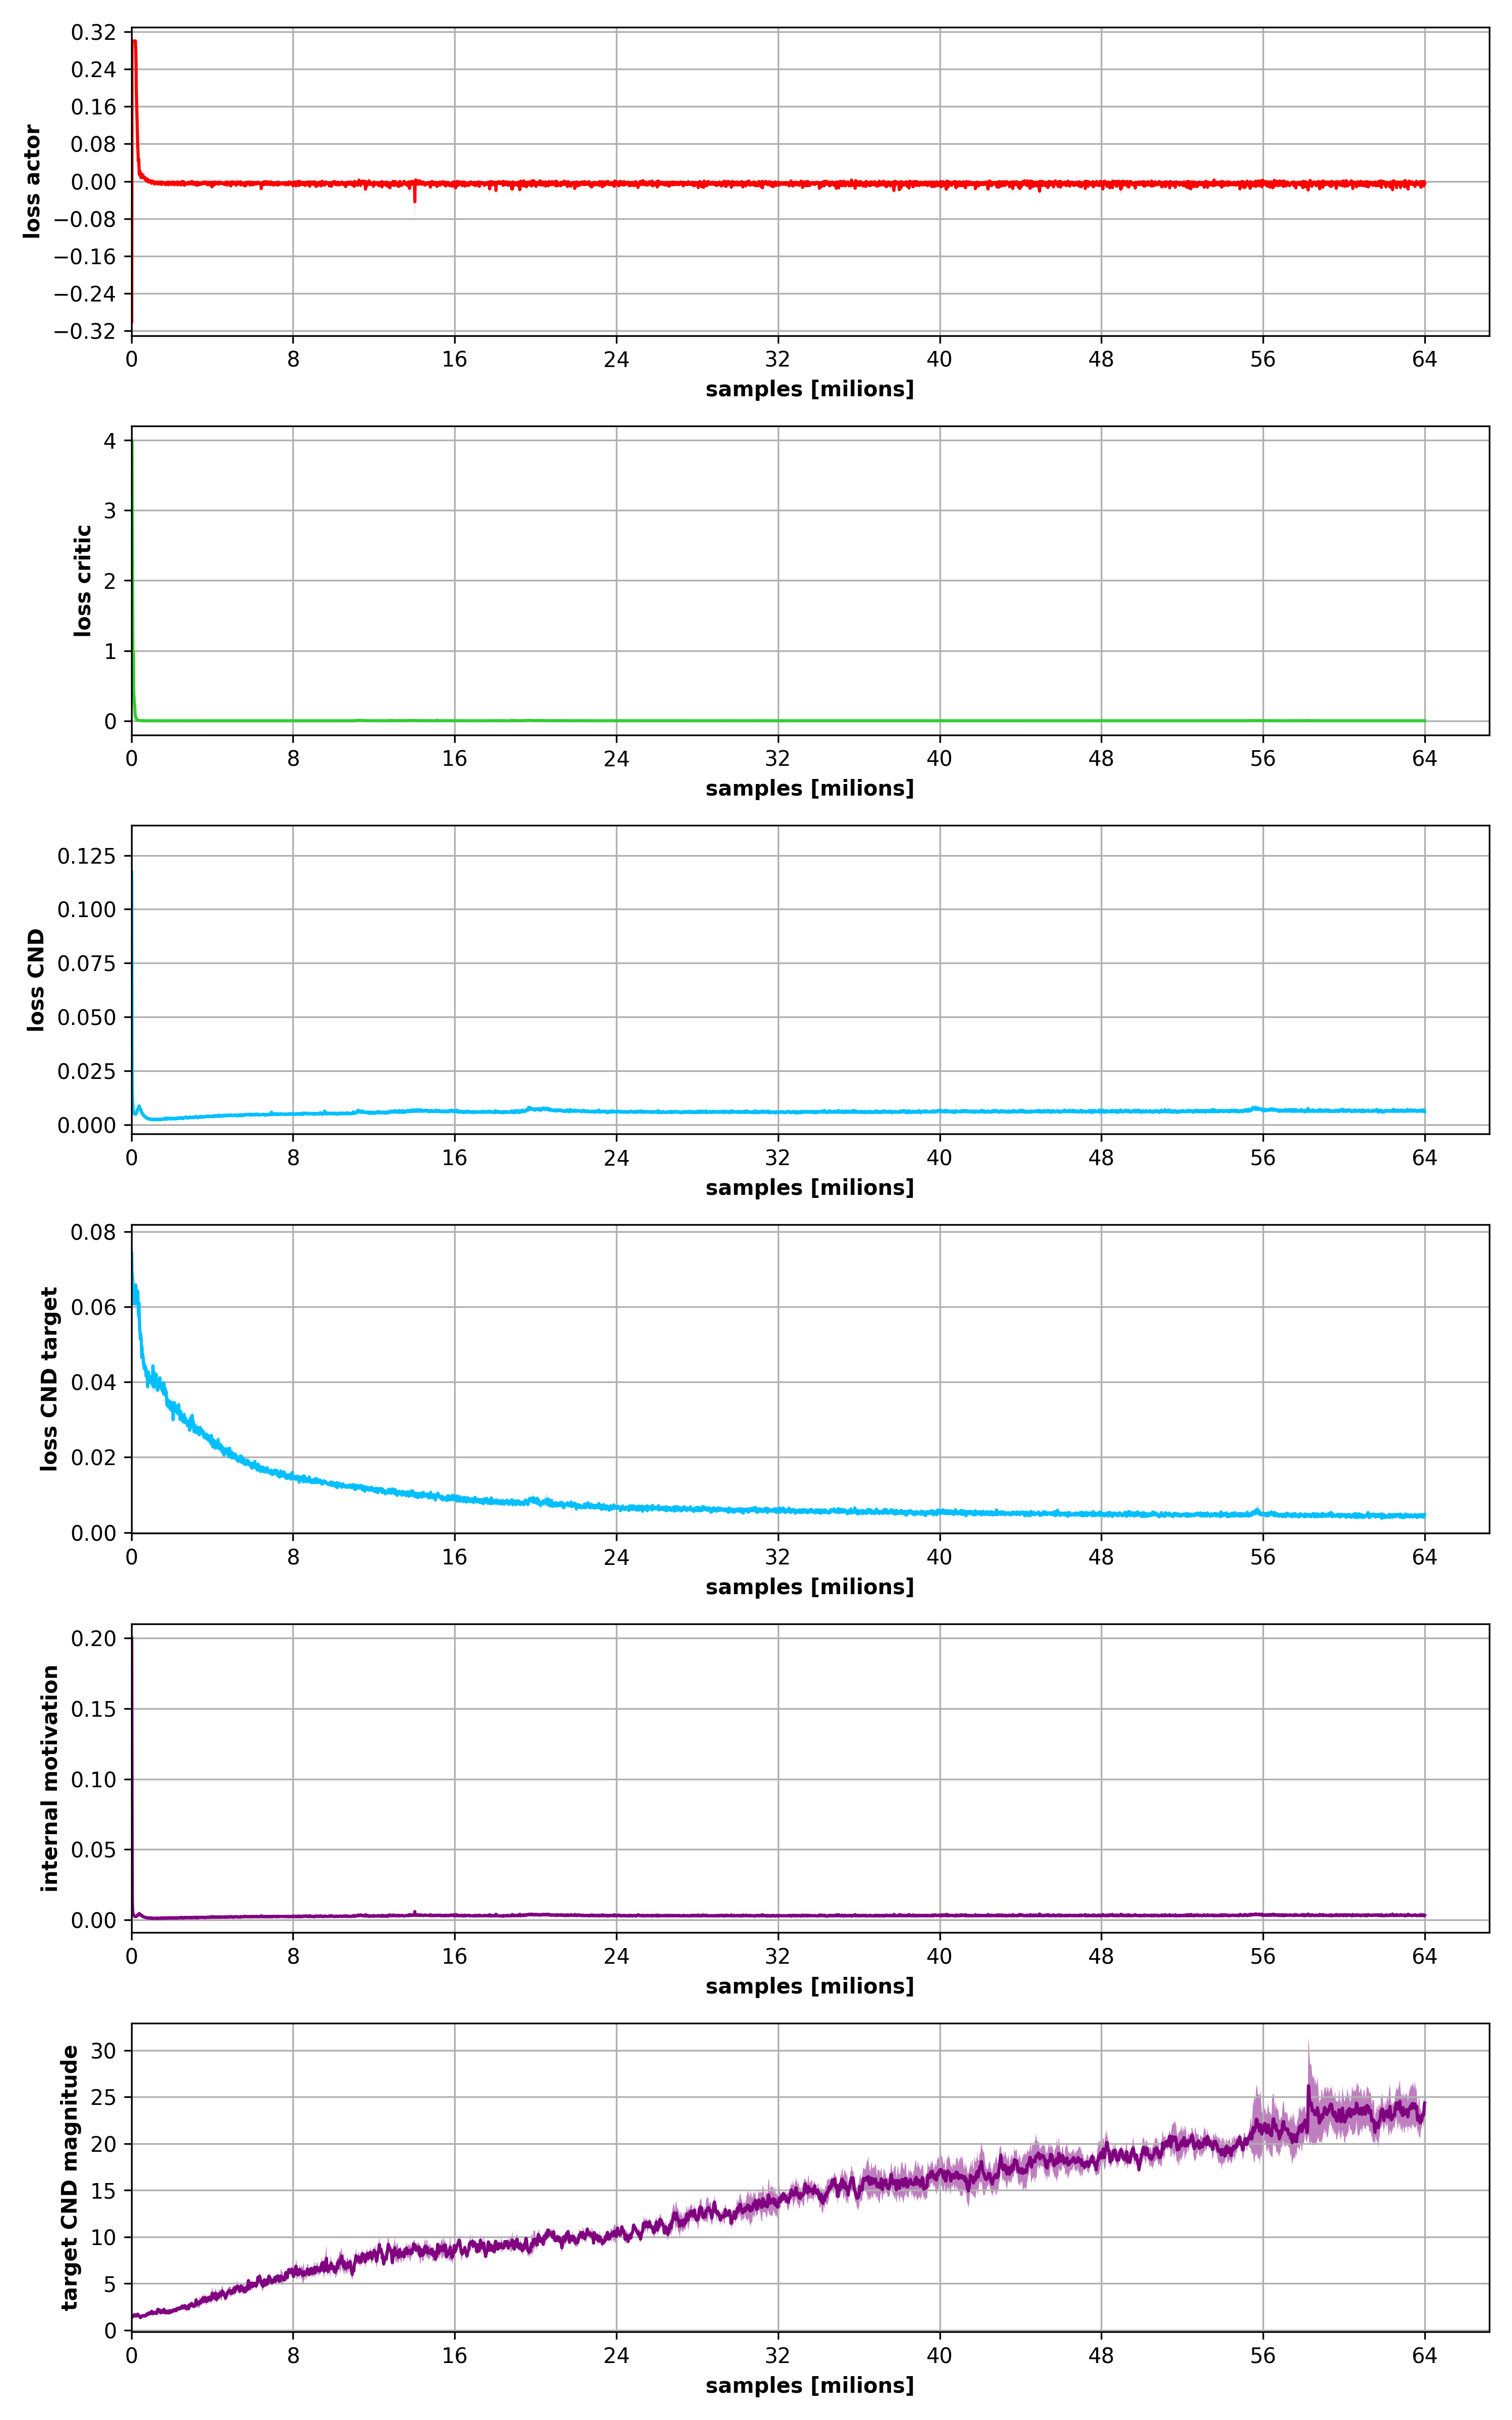 0.32
0.24
0.16
0.08
0.00
−0.08
−0.16
−0.24
−0.32
loss actor
0 8 16 24 32 40 48 56 64
samples [milions]
4
3
2
1
0
loss critic
0 8 16 24 32 40 48 56 64
samples [milions]
0.125
0.100
0.075
0.050
0.025
0.000
loss CND
0 8 16 24 32 40 48 56 64
samples [milions]
0.08
0.06
0.04
0.02
0.00
loss CND target
0 8 16 24 32 40 48 56 64
samples [milions]
0.20
0.15
0.10
0.05
0.00
internal motivation
0 8 16 24 32 40 48 56 64
samples [milions]
30
25
20
15
10
5
0
target CND magnitude
0 8 16 24 32 40 48 56 64
samples [milions]